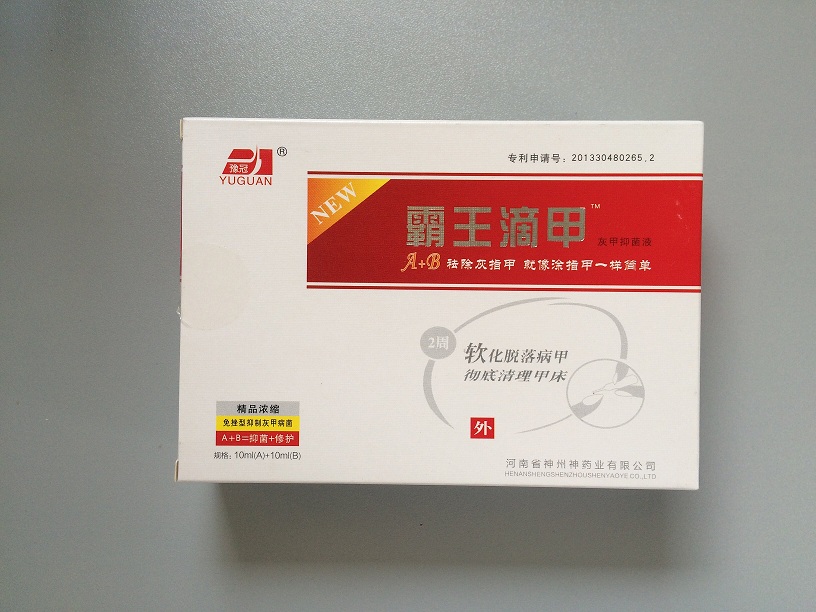 豫冠®
YUGUAN
专利申请号：201330480265.2
NEW
霸王滴甲™
灰甲抑菌液
A+B 祛除灰指甲 就像涂指甲一样简单
2周
软化脱落病甲
彻底清理甲床
精品浓缩
免挫型抑制灰甲病菌
A+B=抑菌+修护
规格：10ml(A)+10ml(B)
外
河南省神州神药业有限公司
HENANSHENGSHENZHOUSHENYAOYE CO.,LTD